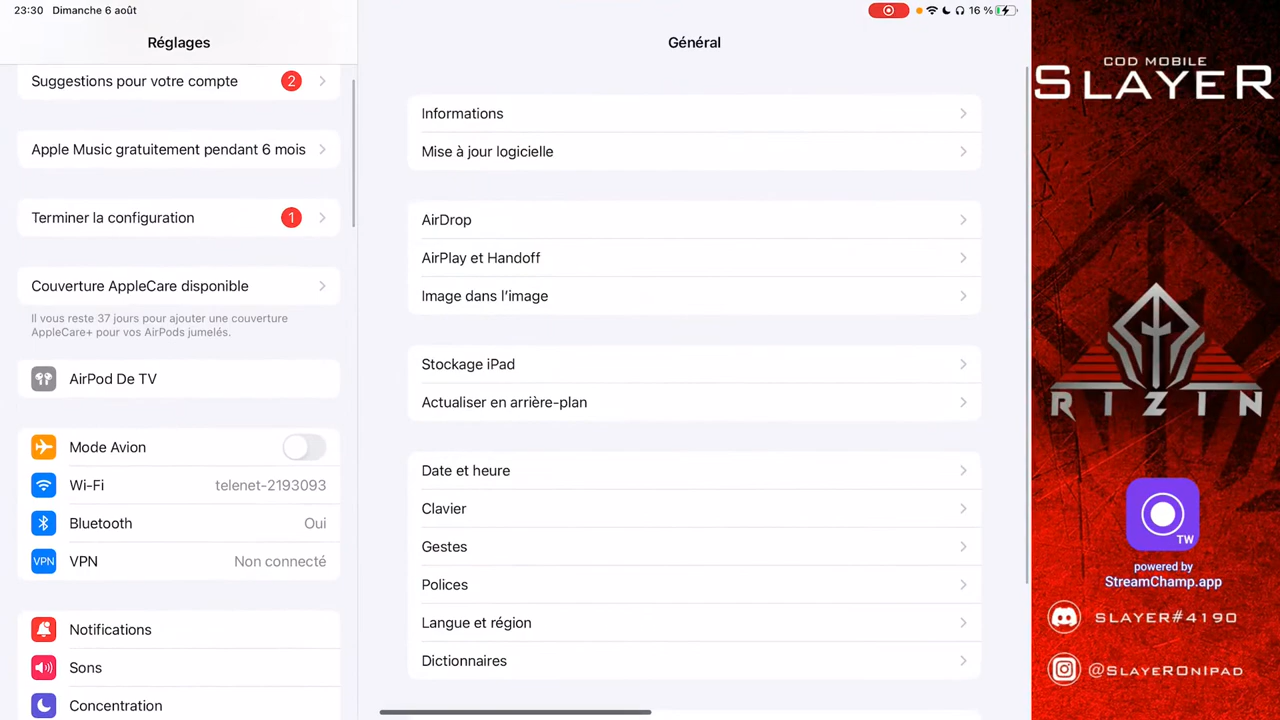 23:30 Dimanche 6 août
16 %
Réglages
Suggestions pour votre compte 2
Apple Music gratuitement pendant 6 mois
Terminer la configuration 1
Couverture AppleCare disponible
Il vous reste 37 jours pour ajouter une couverture
AppleCare+ pour vos AirPods jumelés.
AirPod De TV
Mode Avion
Wi-Fi telenet-2193093
Bluetooth Oui
VPN VPN Non connecté
Notifications
Sons
Concentration
Général
Informations
Mise à jour logicielle
AirDrop
AirPlay et Handoff
Image dans l’image
Stockage iPad
Actualiser en arrière-plan
Date et heure
Clavier
Gestes
Polices
Langue et région
Dictionnaires
COD MOBILE
SLAYER
RIZIN
TW
powered by
StreamChamp.app
SLAYER#4190
@SLAYERONIPAD